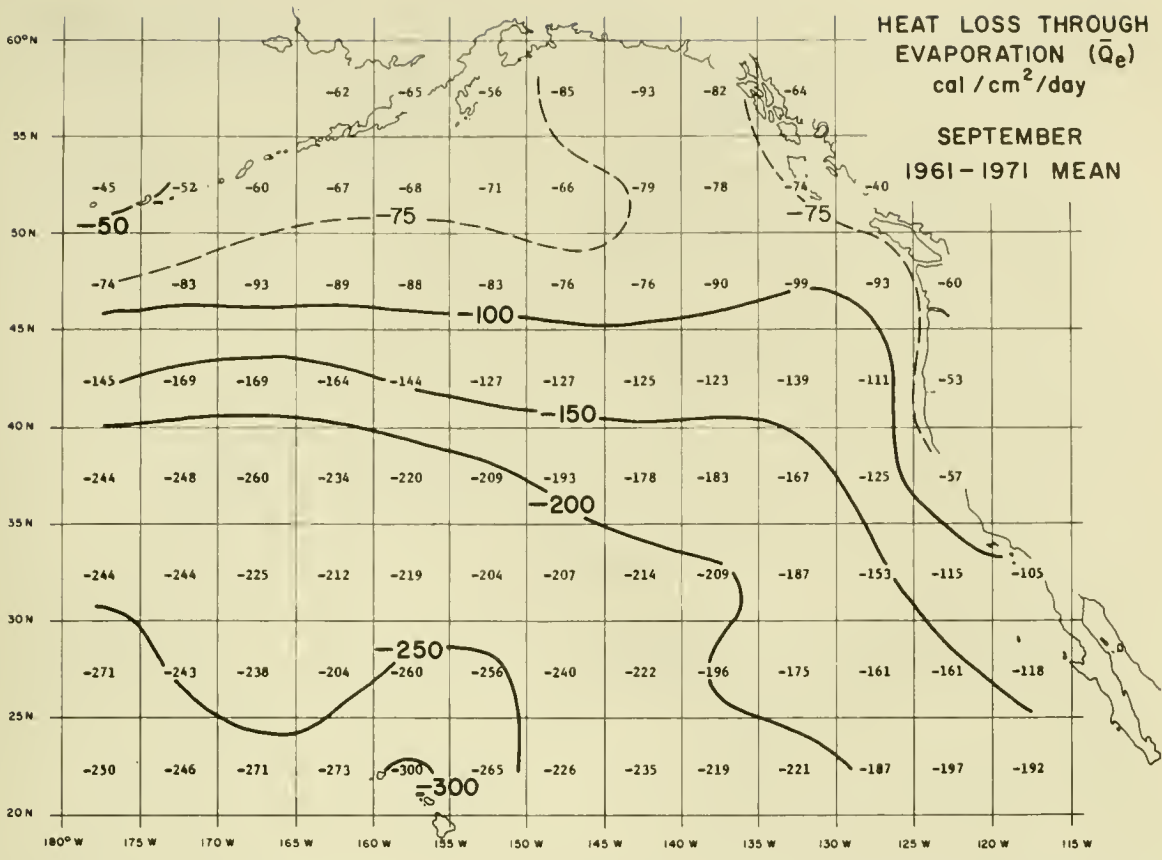 HEAT LOSS THROUGH
EVAPORATION (Q̄e)
cal/cm²/day
SEPTEMBER
1961-1971 MEAN
60°N
-62 -65 -56 -85 -93 -82 -64
55 N
-45 -52 -60 -67 -68 -71 -66 -79 -78 -74 -40
-75 -75
-50
50 N
-74 -83 -93 -89 -88 -83 -76 -76 -90 -99 -93 -60
-100
45 N
-145 -169 -169 -164 -144 -127 -127 -125 -123 -139 -111 -53
-150
40 N
-244 -248 -260 -234 -220 -209 -193 -178 -183 -167 -125 -57
-200
35 N
-244 -244 -225 -212 -219 -204 -207 -214 -209 -187 -153 -115 -105
30 N
-250
-271 -243 -238 -204 -260 -256 -240 -222 -196 -175 -161 -161 -118
25 N
-250 -246 -271 -273 -300 -265 -226 -235 -219 -221 -187 -197 -192
-300
20 N
180° W 175 W 170 W 165 W 160 W 155 W 150 W 145 W 140 W 135 W 130 W 125 W 120 W 115 W